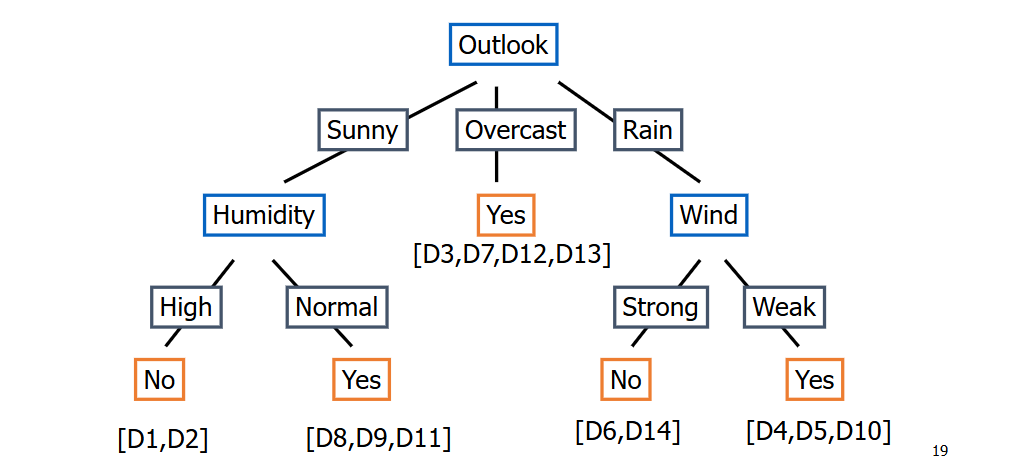 Outlook
Sunny
Overcast
Rain
Humidity
Yes
Wind
[D3,D7,D12,D13]
High
Normal
Strong
Weak
No
Yes
No
Yes
[D1,D2]
[D8,D9,D11]
[D6,D14]
[D4,D5,D10]
19